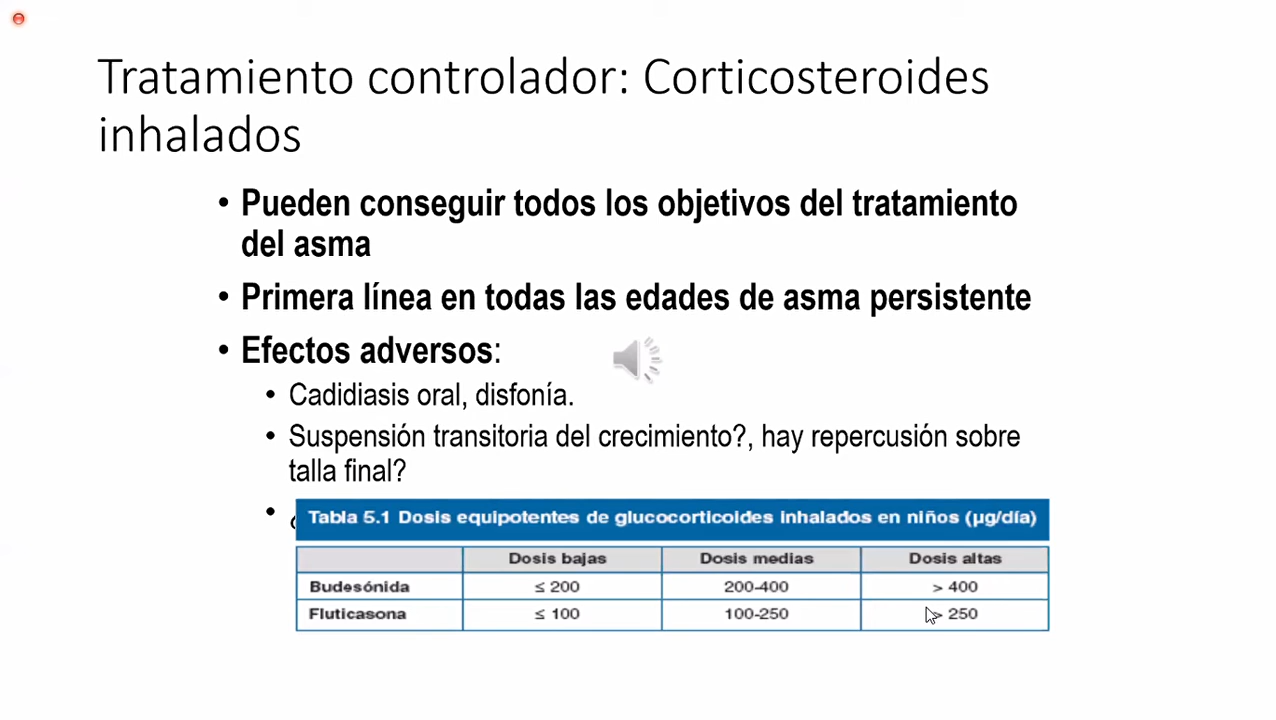 Tratamiento controlador: Corticosteroides
inhalados
• Pueden conseguir todos los objetivos del tratamiento
del asma
• Primera línea en todas las edades de asma persistente
• Efectos adversos:
• Cadidiasis oral, disfonía.
• Suspensión transitoria del crecimiento?, hay repercusión sobre
talla final?
•
Tabla 5.1 Dosis equipotentes de glucocorticoides inhalados en niños (µg/día)
Dosis bajas Dosis medias Dosis altas
Budesónida ≤ 200 200-400 > 400
Fluticasona ≤ 100 100-250 > 250